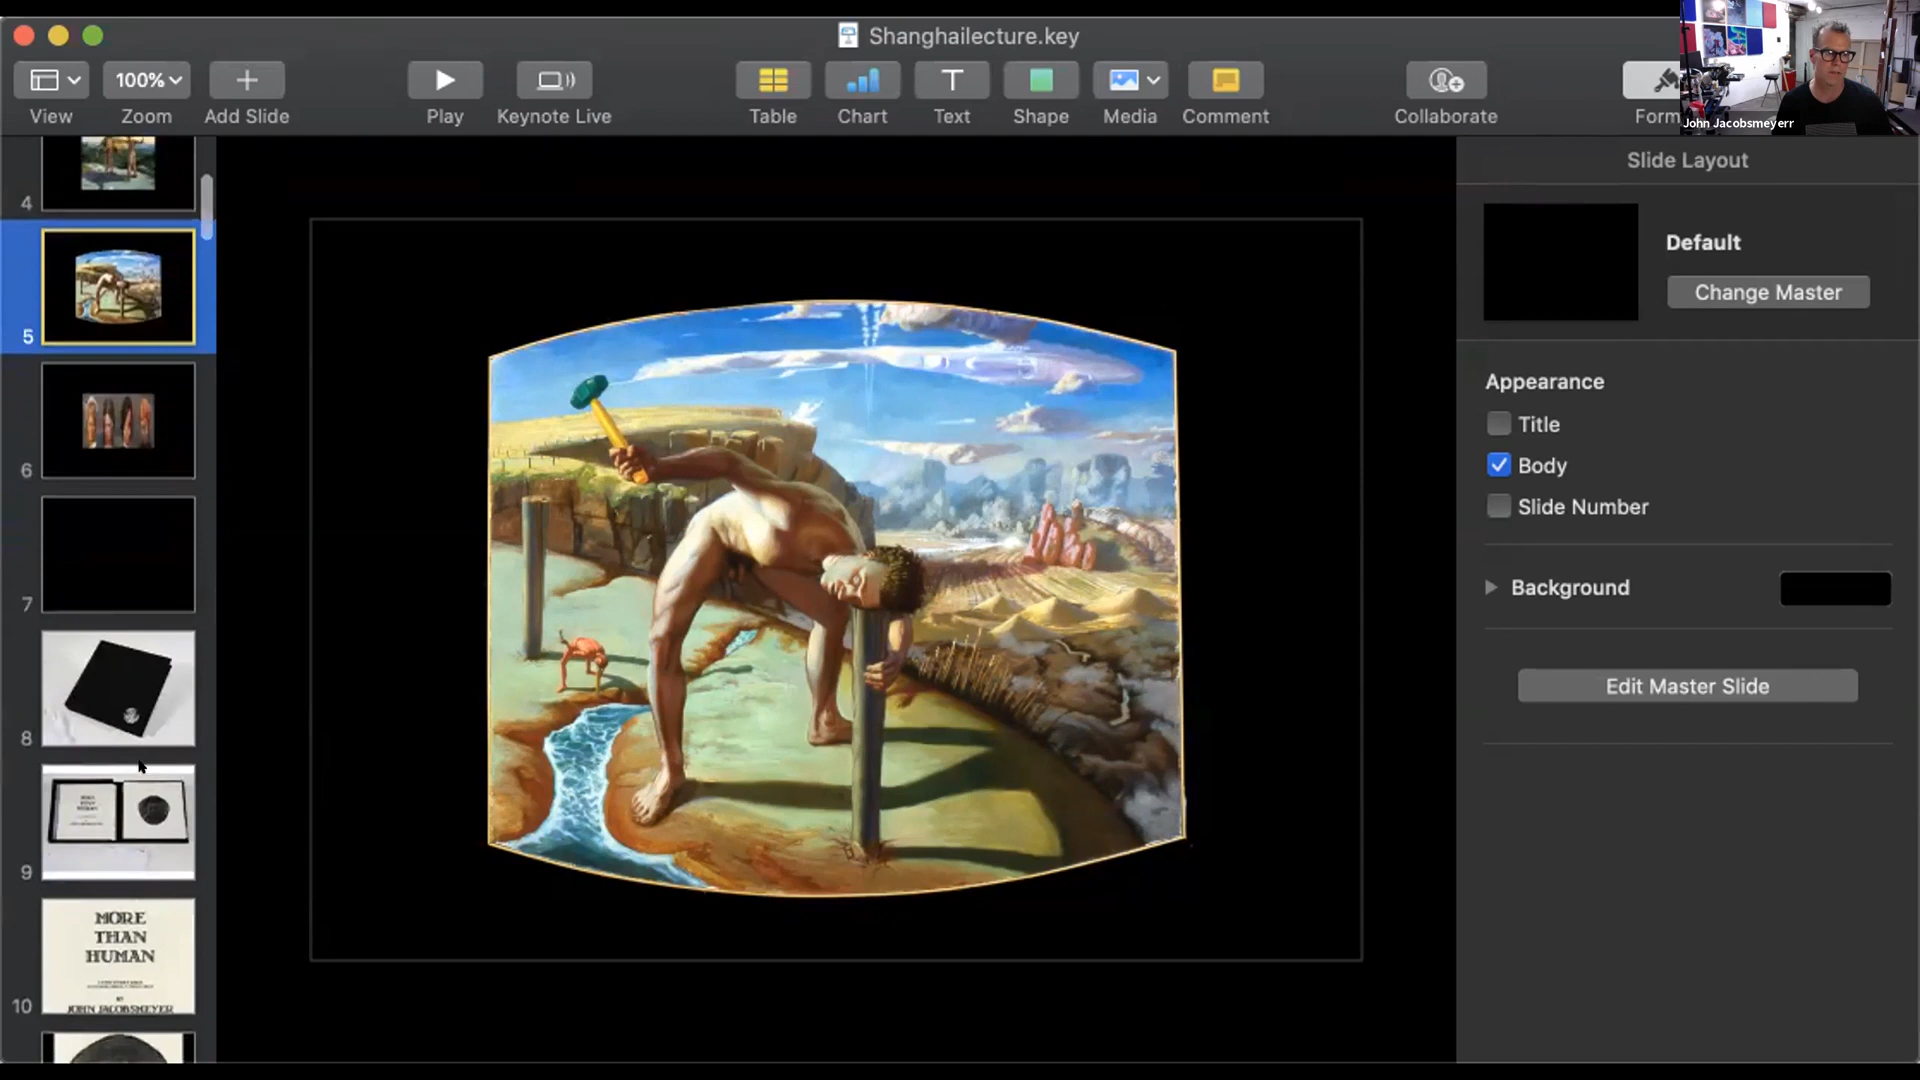 Shanghailecture.key
100%
View
Zoom
Add Slide
Play
Keynote Live
Table
Chart
T
Text
Shape
Media
Comment
Collaborate
Form
John Jacobsmeyerr
4
5
6
7
8
9
MORE
THAN
HUMAN
BY
JOHN JACOBSMEYER
10
Slide Layout
Default
Change Master
Appearance
Title
Body
Slide Number
Background
Edit Master Slide